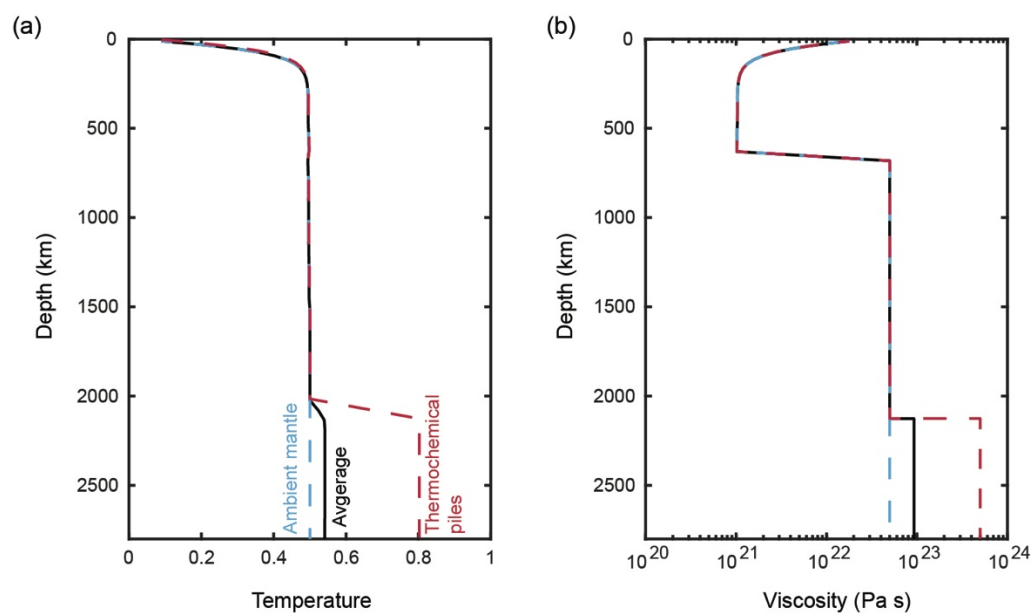 (a)
(b)
0
500
1000
1500
2000
2500
Depth (km)
Ambient mantle
Avgerage
Thermochemical
piles
0 0.2 0.4 0.6 0.8 1
Temperature
0
500
1000
1500
2000
2500
Depth (km)
10^20 10^21 10^22 10^23 10^24
Viscosity (Pa s)